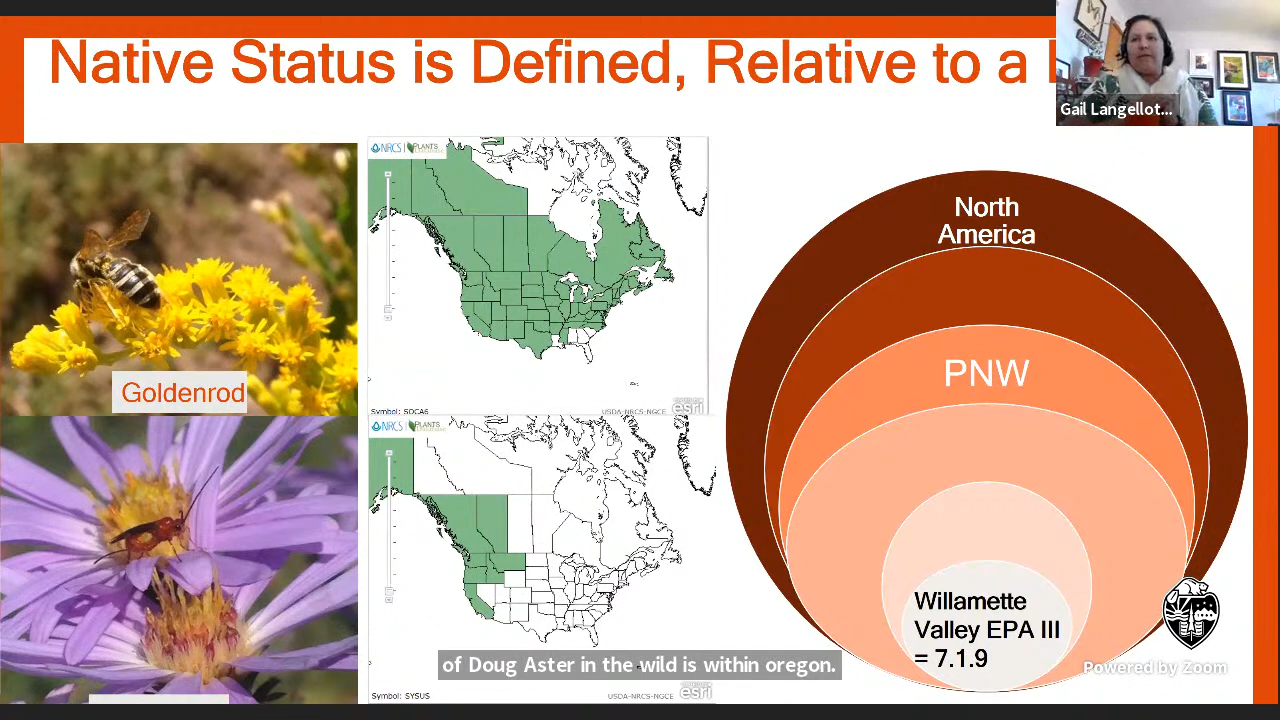 Native Status is Defined, Relative to a
Gail Langellot...
NRCS PLANTS
North
America
PNW
Goldenrod
Symbol: SOCA6
USDA-NRCS-NGCE
esri
NRCS PLANTS
Willamette
Valley EPA III
= 7.1.9
of Doug Aster in the wild is within oregon.
Powered by Zoom
Symbol: SYSUS
USDA-NRCS-NGCE
esri